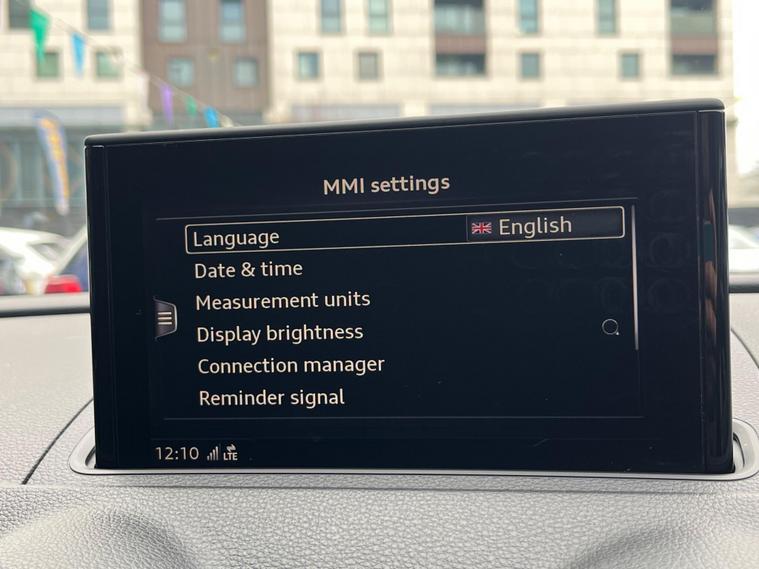 MMI settings
Language English
Date & time
Measurement units
Display brightness
Connection manager
Reminder signal
12:10 LTE